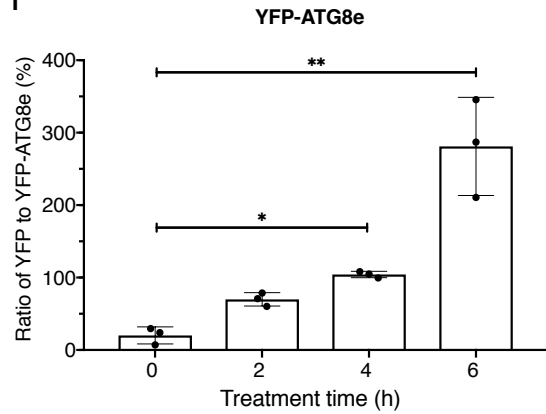 YFP-ATG8e
Ratio of YFP to YFP-ATG8e (%)
400
300
200
100
0
**
*
0 2 4 6
Treatment time (h)